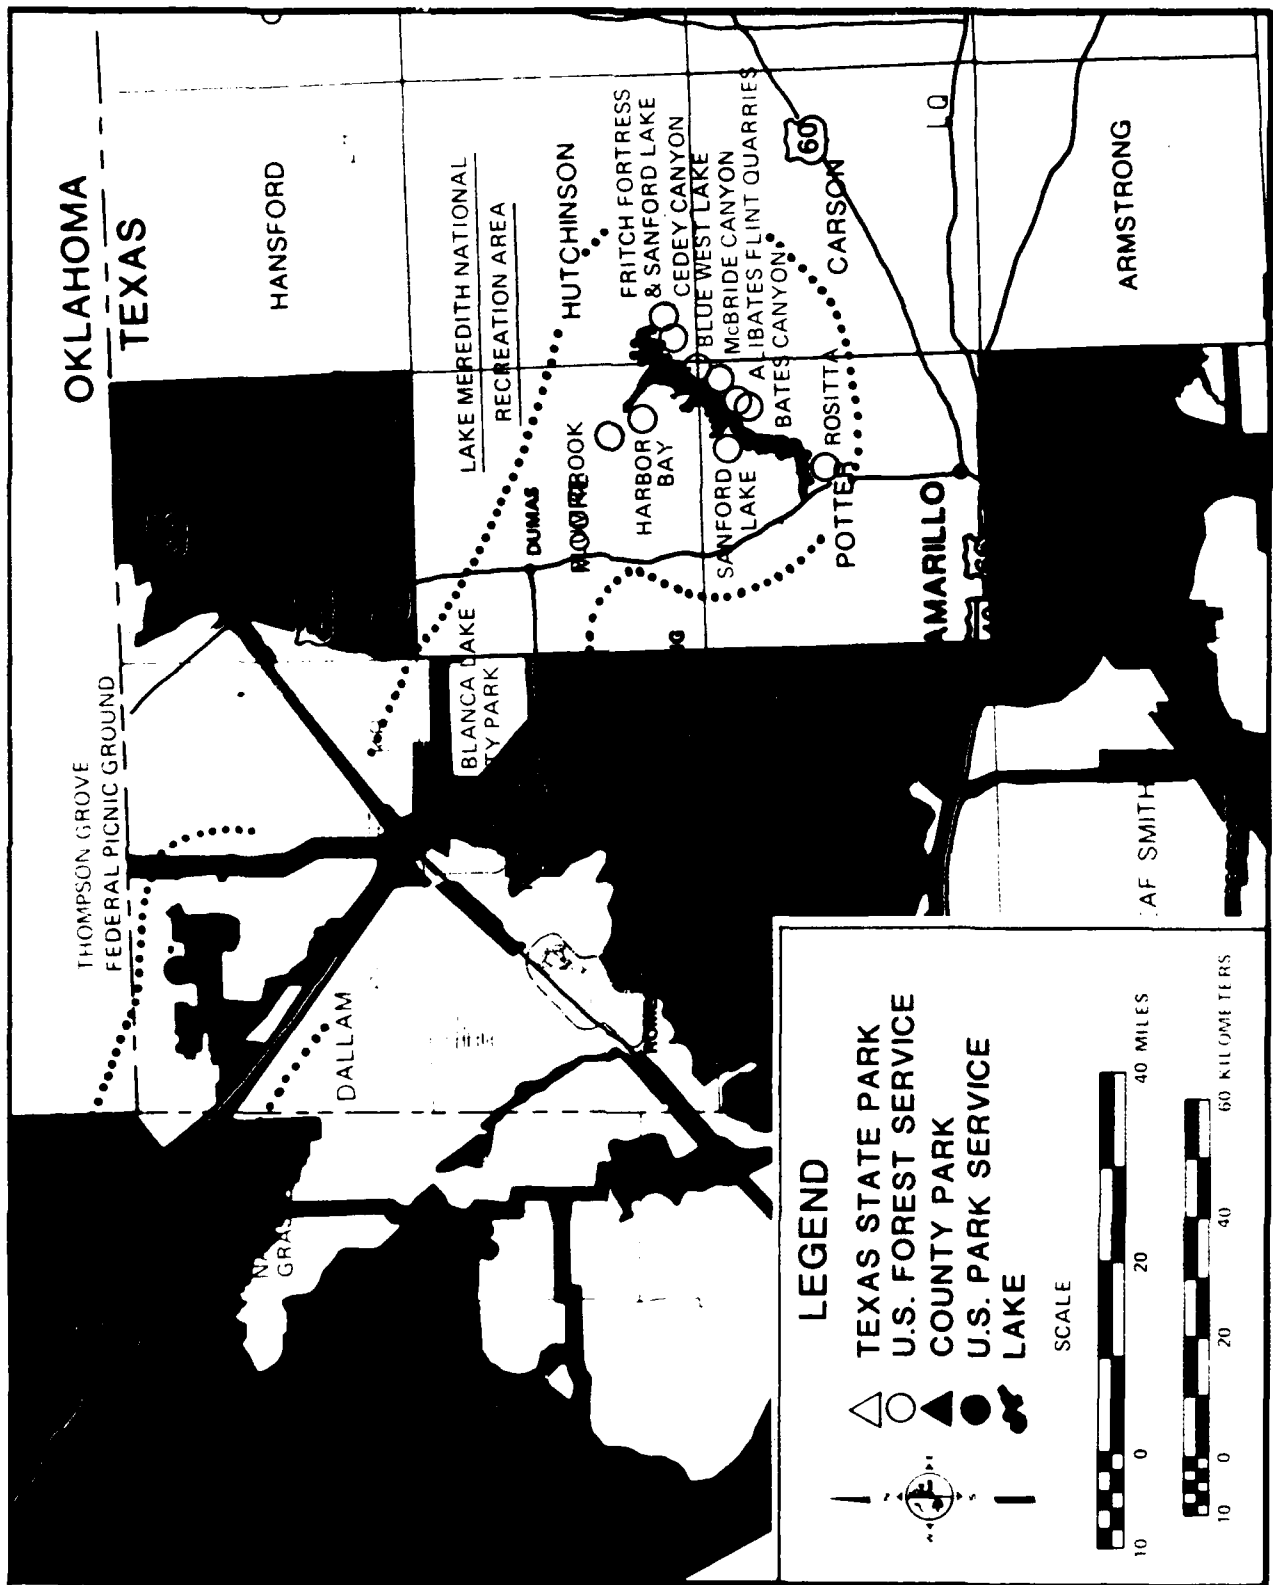 OKLAHOMA
TEXAS
THOMPSON GROVE
FEDERAL PICNIC GROUND
HANSFORD
DALLAM
LAKE MEREDITH NATIONAL
RECREATION AREA
BLANCA LAKE
HUTCHINSON
DUMAS
FRITCH FORTRESS
& SANFORD LAKE
CEDEY CANYON
BLUE WEST LAKE
McBRIDE CANYON
ALIBATES FLINT QUARRIES
BATES CANYON
HARBOR
BAY
SANFORD
LAKE
ROSITTA
POTTER
CARSON
60
AMARILLO
ARMSTRONG
SMITH
LEGEND
TEXAS STATE PARK
U.S. FOREST SERVICE
COUNTY PARK
U.S. PARK SERVICE
LAKE
SCALE
10 0 20 40 MILES
10 0 20 40 60 KILOMETERS